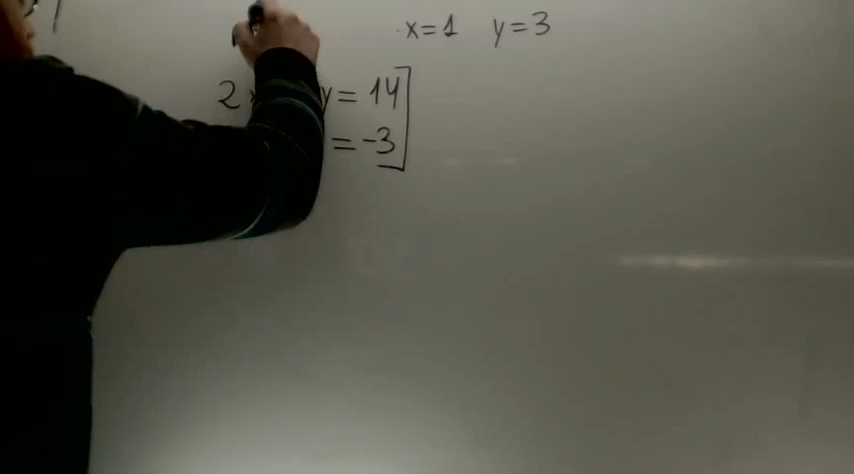 x=1 y=3
2 y = 14
= -3